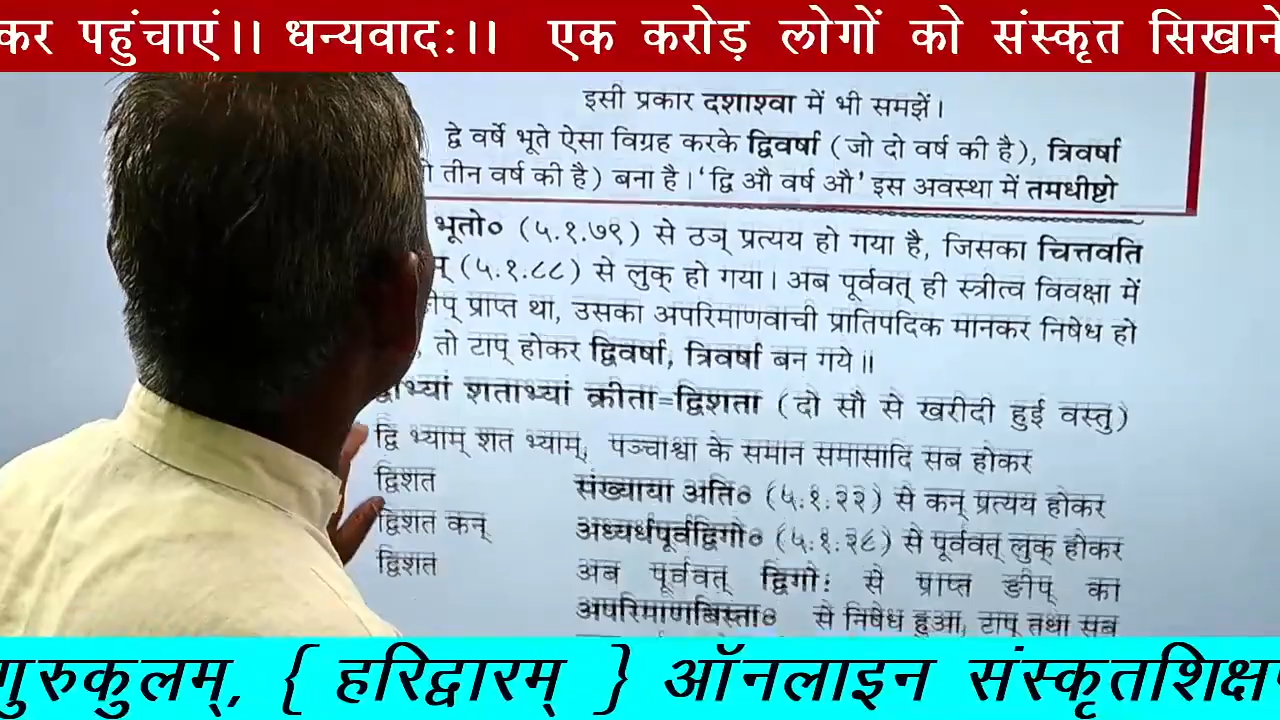 कर पहुंचाएं।। धन्यवादः।। एक करोड़ लोगों को संस्कृत सिखाने
इसी प्रकार दशाश्वा में भी समझें।
द्वे वर्षे भूते ऐसा विग्रह करके द्विवर्षा (जो दो वर्ष की है), त्रिवर्षा
तीन वर्ष की है) बना है। 'द्वि औ वर्ष औ' इस अवस्था में तमधीष्टो
भूतो० (५.१.७९) से ठञ् प्रत्यय हो गया है, जिसका चित्तवति
(५.१.८८) से लुक् हो गया। अब पूर्ववत् ही स्त्रीत्व विवक्षा में
प्राप्त था, उसका अपरिमाणवाची प्रातिपदिक मानकर निषेध हो
, तो टाप् होकर द्विवर्षा, त्रिवर्षा बन गये॥
द्वाभ्यां शताभ्यां क्रीता=द्विशता (दो सौ से खरीदी हुई वस्तु)
द्वि भ्याम् शत भ्याम्, पञ्चाश्वा के समान समासादि सब होकर
द्विशत संख्याया अति० (५.१.२२) से कन् प्रत्यय होकर
द्विशत कन् अध्यर्धपूर्वद्विगो० (५.१.२८) से पूर्ववत् लुक् होकर
द्विशत अब पूर्ववत् द्विगोः से प्राप्त ङीप् का
अपरिमाणबिस्ता० से निषेध हुआ, टाप् तथा सब
गुरुकुलम्, { हरिद्वारम् } ऑनलाइन संस्कृतशिक्षण